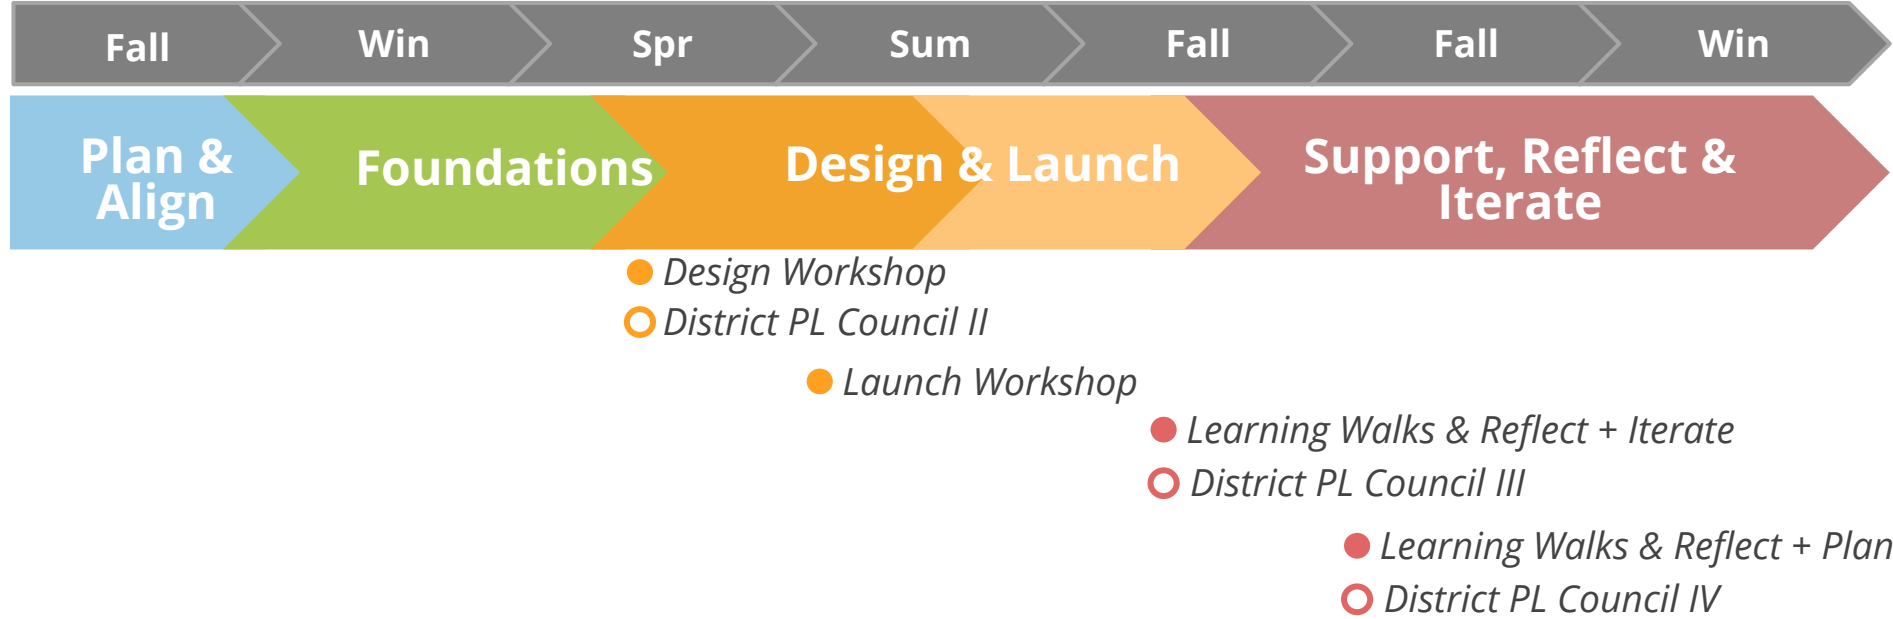 Fall Win Spr Sum Fall Fall Win
Plan &
Align
Foundations
Design & Launch
Support, Reflect &
Iterate
Design Workshop
District PL Council II
Launch Workshop
Learning Walks & Reflect + Iterate
District PL Council III
Learning Walks & Reflect + Plan
District PL Council IV